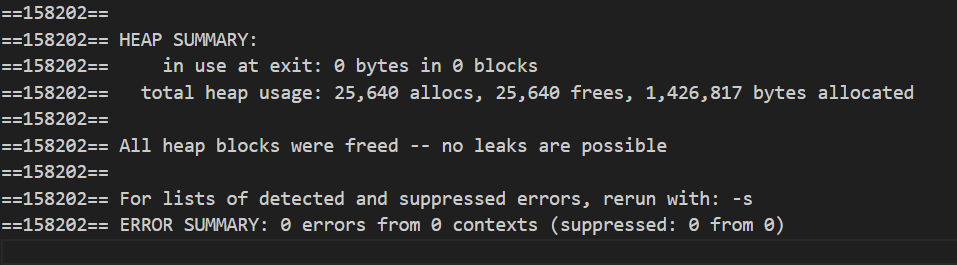 ==158202==
==158202== HEAP SUMMARY:
==158202==     in use at exit: 0 bytes in 0 blocks
==158202==   total heap usage: 25,640 allocs, 25,640 frees, 1,426,817 bytes allocated
==158202==
==158202== All heap blocks were freed -- no leaks are possible
==158202==
==158202== For lists of detected and suppressed errors, rerun with: -s
==158202== ERROR SUMMARY: 0 errors from 0 contexts (suppressed: 0 from 0)